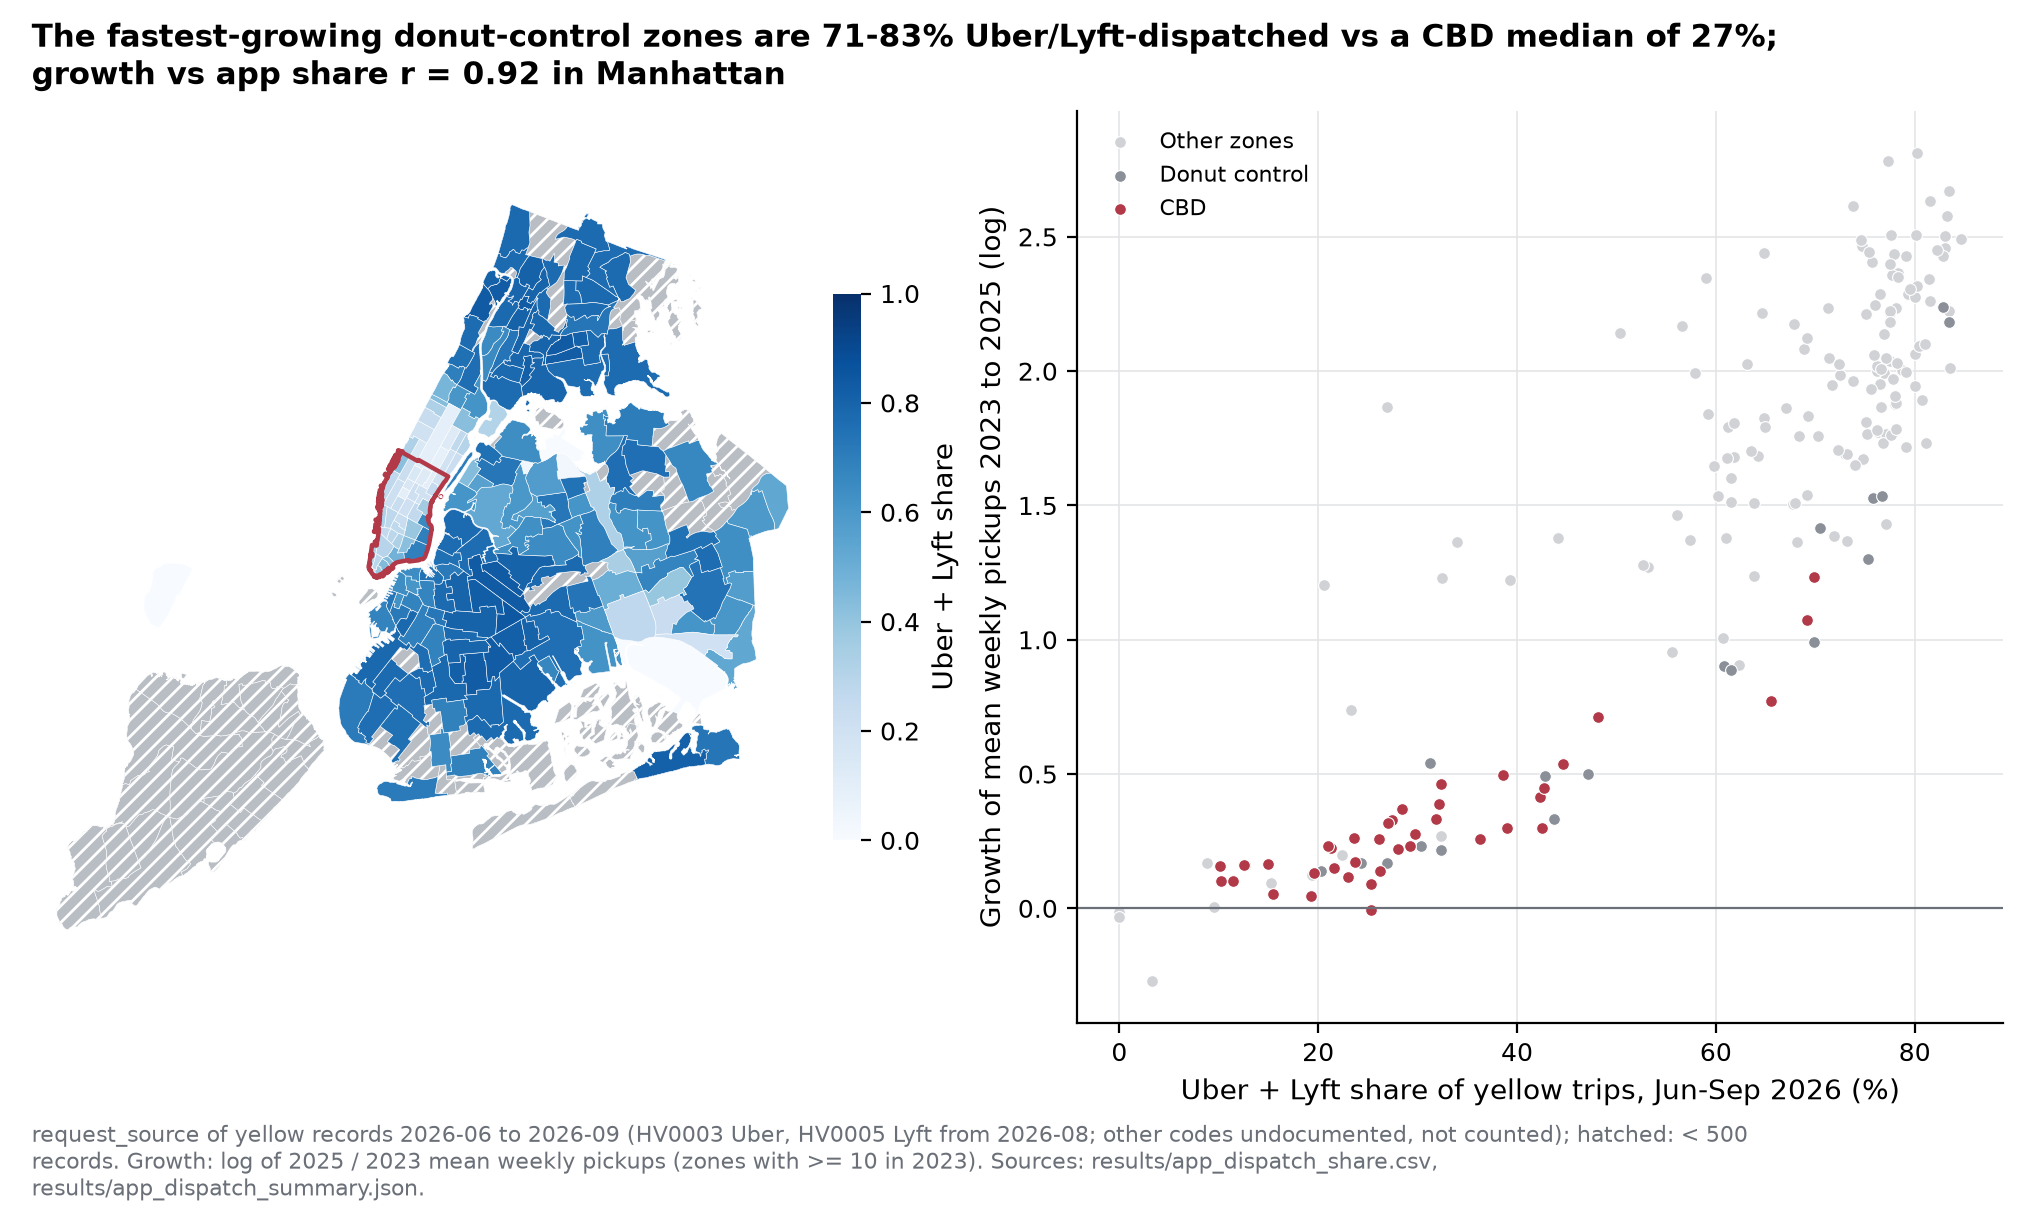 The fastest-growing donut-control zones are 71-83% Uber/Lyft-dispatched vs a CBD median of 27%;
growth vs app share r = 0.92 in Manhattan
1.0
0.8
0.6
0.4
0.2
0.0
Uber + Lyft share
Growth of mean weekly pickups 2023 to 2025 (log)
2.5
2.0
1.5
1.0
0.5
0.0
Other zones
Donut control
CBD
0
20
40
60
80
Uber + Lyft share of yellow trips, Jun-Sep 2026 (%)
request_source of yellow records 2026-06 to 2026-09 (HV0003 Uber, HV0005 Lyft from 2026-08; other codes undocumented, not counted); hatched: < 500
records. Growth: log of 2025 / 2023 mean weekly pickups (zones with >= 10 in 2023). Sources: results/app_dispatch_share.csv,
results/app_dispatch_summary.json.